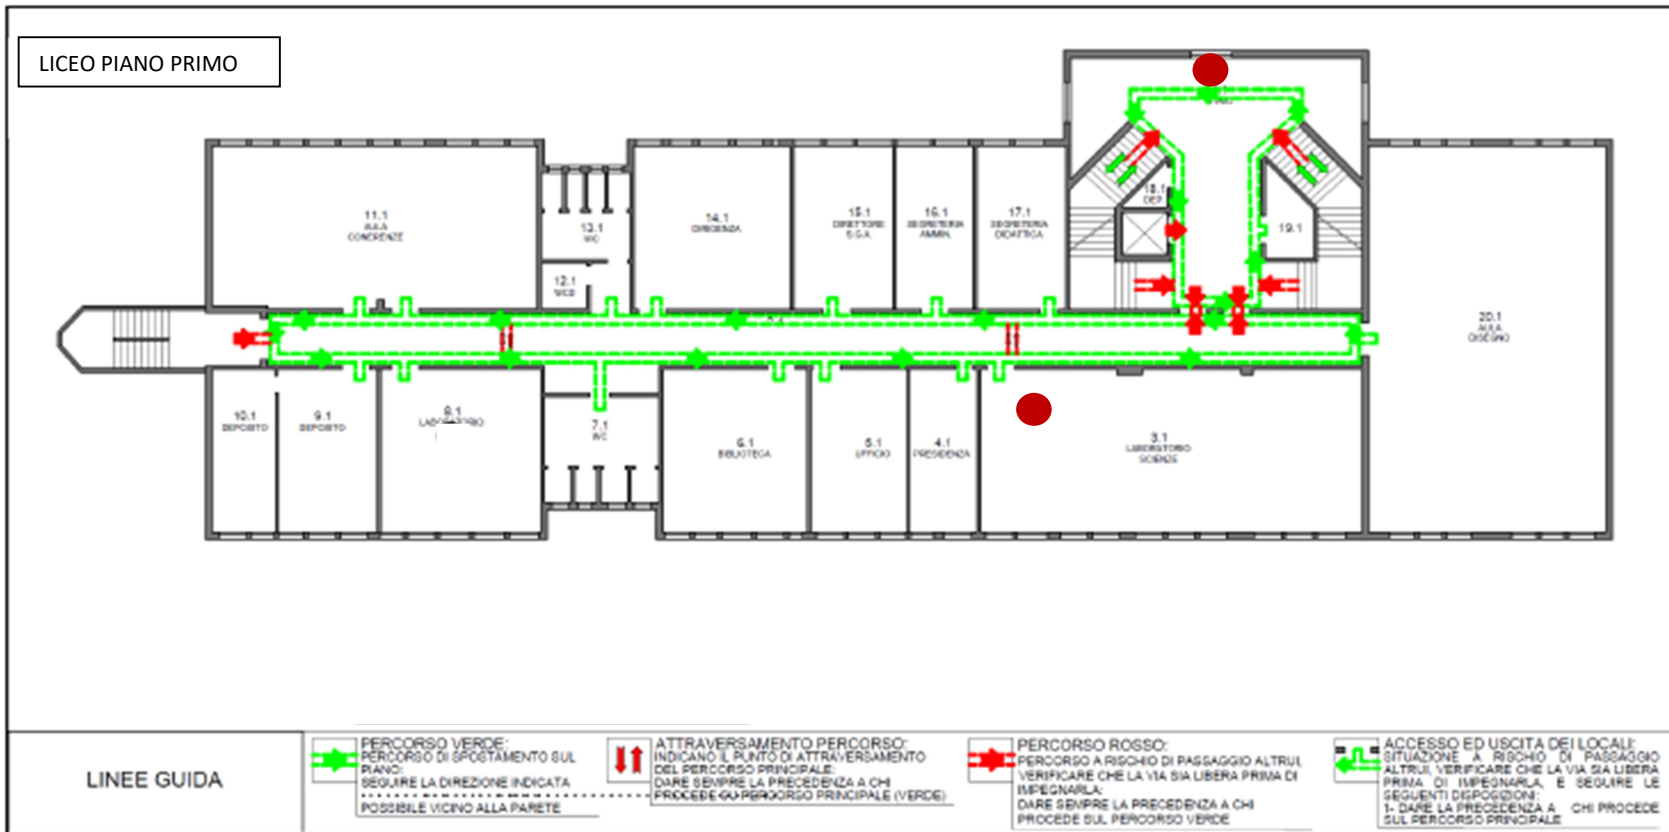 LICEO PIANO PRIMO
11.1
AULA
CONCRENZE
13.1
WC
12.1
14.1
DIRIGENZA
15.1
DIRETTORE
S.G.A.
16.1
SEGRETERIA
AMMIN.
17.1
SEGRETERIA
DIDATTICA
18.1
DEP.
19.1
20.1
AULA
DISEGNO
10.1
DEPOSITO
9.1
DEPOSITO
8.1
7.1
WC
6.1
BIBLIOTECA
5.1
UFFICIO
4.1
PRESIDENZA
3.1
LABORATORIO
SCIENZE
LINEE GUIDA
PERCORSO VERDE:
PERCORSO DI SPOSTAMENTO SUL
PIANO:
SEGUIRE LA DIREZIONE INDICATA
POSSIBILE VICINO ALLA PARETE
ATTRAVERSAMENTO PERCORSO:
INDICANO IL PUNTO DI ATTRAVERSAMENTO
DEL PERCORSO PRINCIPALE:
DARE SEMPRE LA PRECEDENZA A CHI
PROCEDE SU PERCORSO PRINCIPALE (VERDE)
PERCORSO ROSSO:
PERCORSO A RISCHIO DI PASSAGGIO ALTRUI,
VERIFICARE CHE LA VIA SIA LIBERA PRIMA DI
IMPEGNARLA:
DARE SEMPRE LA PRECEDENZA A CHI
PROCEDE SUL PERCORSO VERDE
ACCESSO ED USCITA DEI LOCALI:
SITUAZIONE A RISCHIO DI PASSAGGIO
ALTRUI, VERIFICARE CHE LA VIA SIA LIBERA
PRIMA DI IMPEGNARLA, E SEGUIRE LE
SEGUENTI DISPOSIZIONI:
1- DARE LA PRECEDENZA A CHI PROCEDE
SUL PERCORSO PRINCIPALE